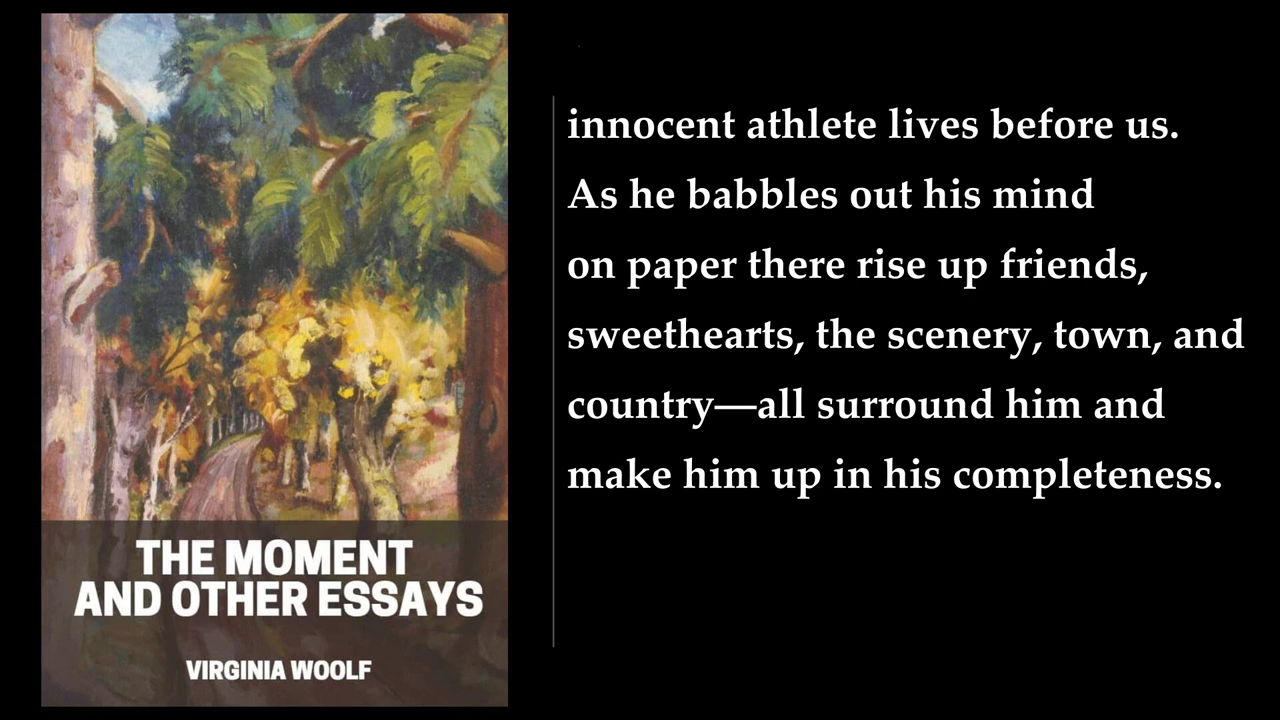 THE MOMENT
AND OTHER ESSAYS
VIRGINIA WOOLF
innocent athlete lives before us.
As he babbles out his mind
on paper there rise up friends,
sweethearts, the scenery, town, and
country—all surround him and
make him up in his completeness.